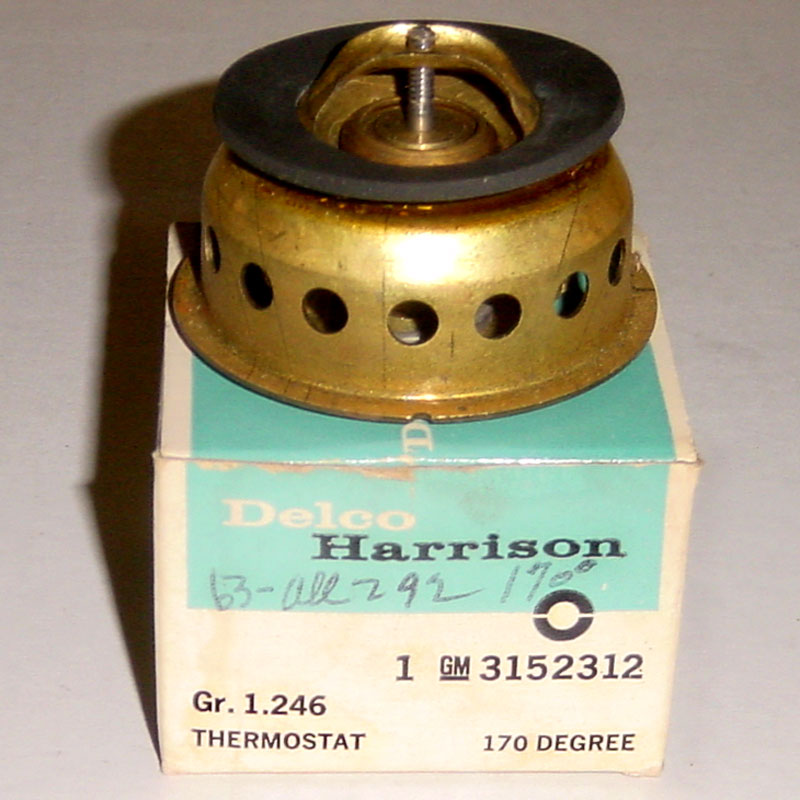 D
Delco
Harrison
63-all 292 170°
1 GM 3152312
Gr. 1.246
THERMOSTAT 170 DEGREE